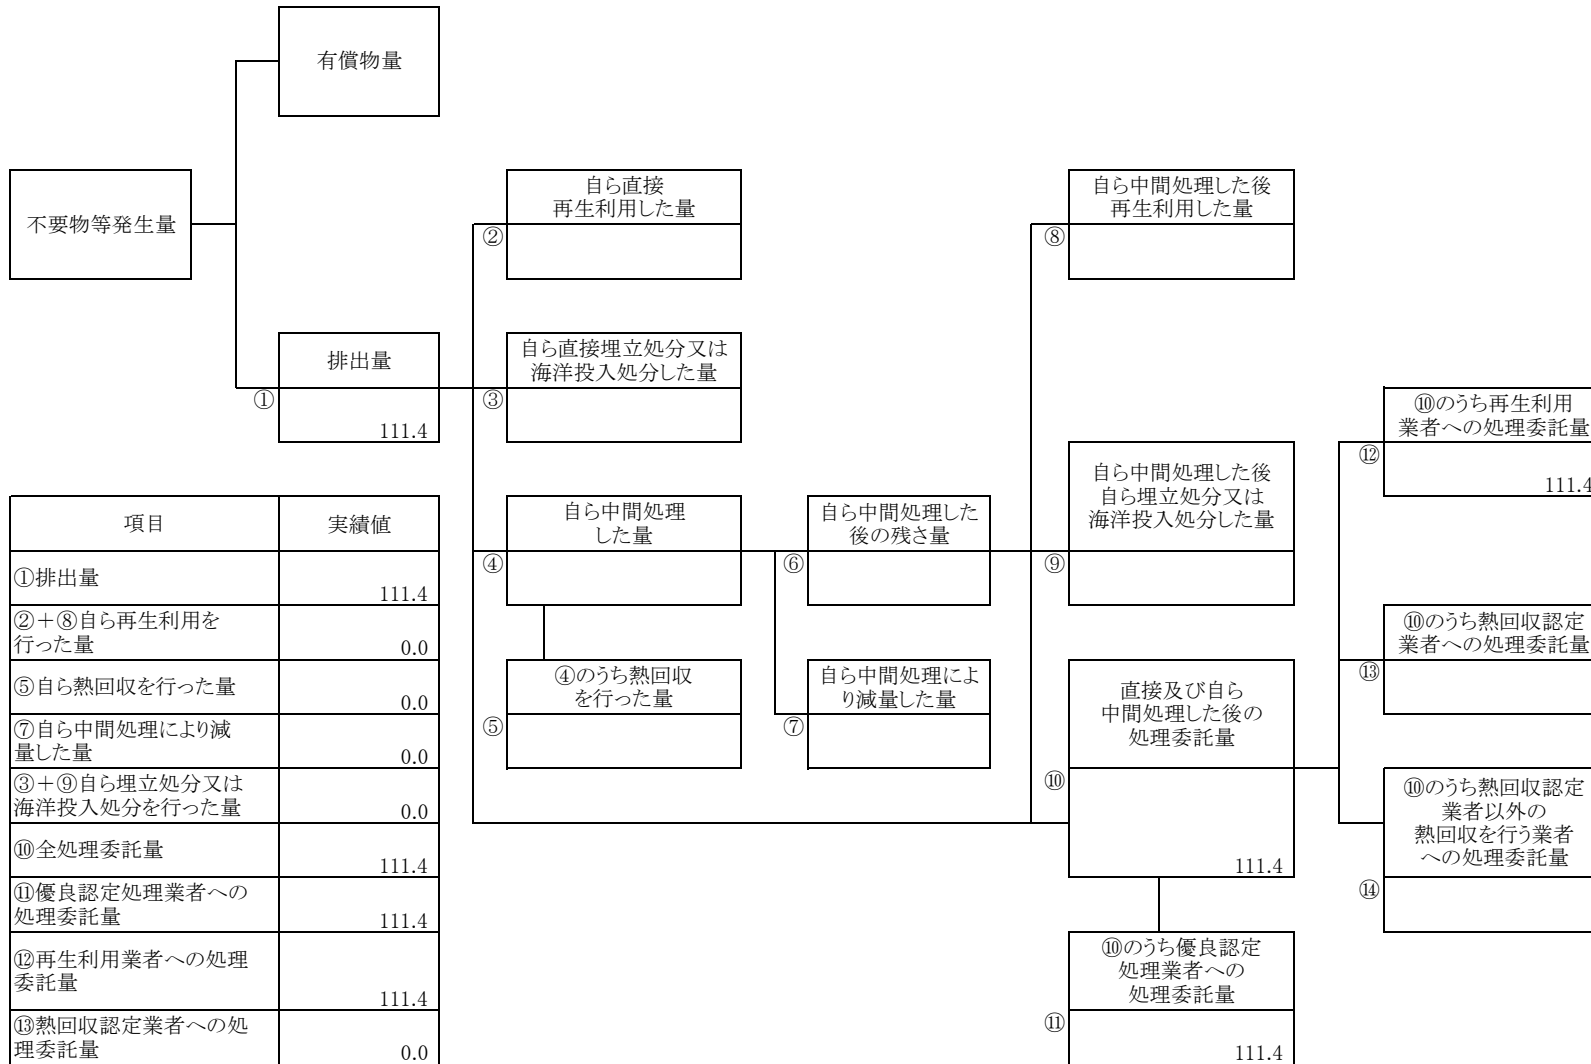 有償物量
不要物等発生量
自ら直接
再生利用した量
②
自ら中間処理した後
再生利用した量
⑧
排出量
①
111.4
自ら直接埋立処分又は
海洋投入処分した量
③
⑩のうち再生利用
業者への処理委託量
⑫
111.4
自ら中間処理
した量
④
自ら中間処理した
後の残さ量
⑥
自ら中間処理した後
自ら埋立処分又は
海洋投入処分した量
⑨
④のうち熱回収
を行った量
⑤
自ら中間処理によ
り減量した量
⑦
直接及び自ら
中間処理した後の
処理委託量
⑩
111.4
⑩のうち熱回収認定
業者への処理委託量
⑬
⑩のうち熱回収認定
業者以外の
熱回収を行う業者
への処理委託量
⑭
⑩のうち優良認定
処理業者への
処理委託量
⑪
111.4
項目 実績値
①排出量
111.4
②+⑧自ら再生利用を
行った量 0.0
⑤自ら熱回収を行った量
0.0
⑦自ら中間処理により減
量した量 0.0
③+⑨自ら埋立処分又は
海洋投入処分を行った量 0.0
⑩全処理委託量
111.4
⑪優良認定処理業者への
処理委託量 111.4
⑫再生利用業者への処理
委託量
111.4
⑬熱回収認定業者への処
理委託量 0.0